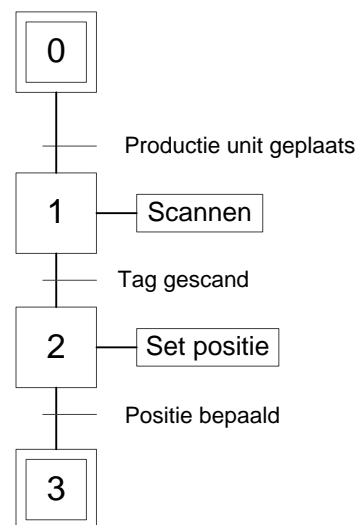 0
Productie unit geplaats
1
Scannen
Tag gescand
2
Set positie
Positie bepaald
3